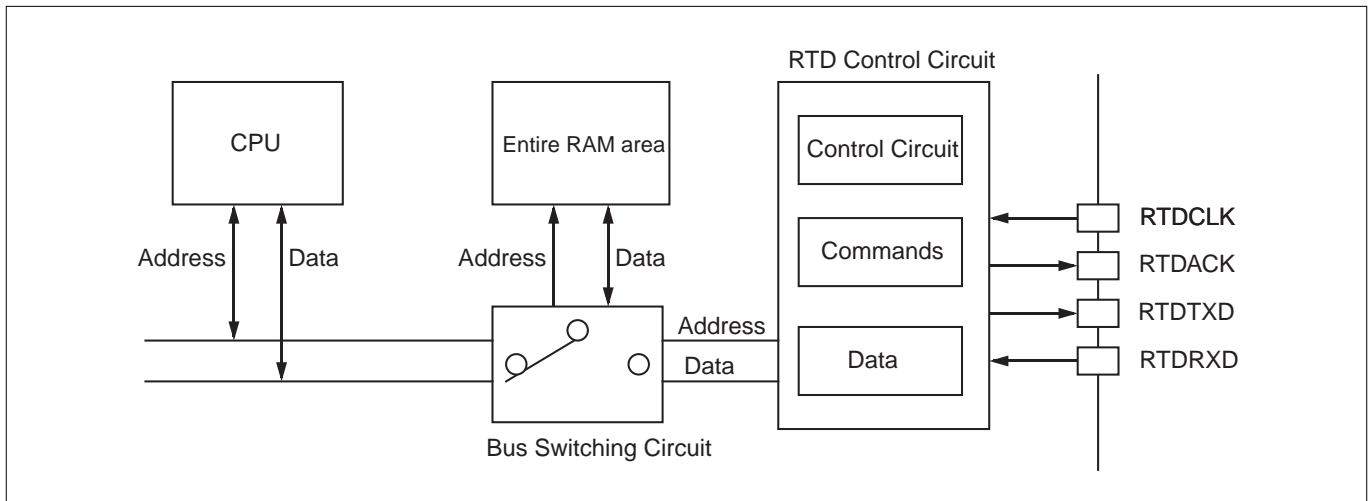 RTD Control Circuit
CPU
Entire RAM area
Control Circuit
Commands
Data
Address
Data
Address
Data
Address
Data
Bus Switching Circuit
RTDCLK
RTDACK
RTDTXD
RTDRXD